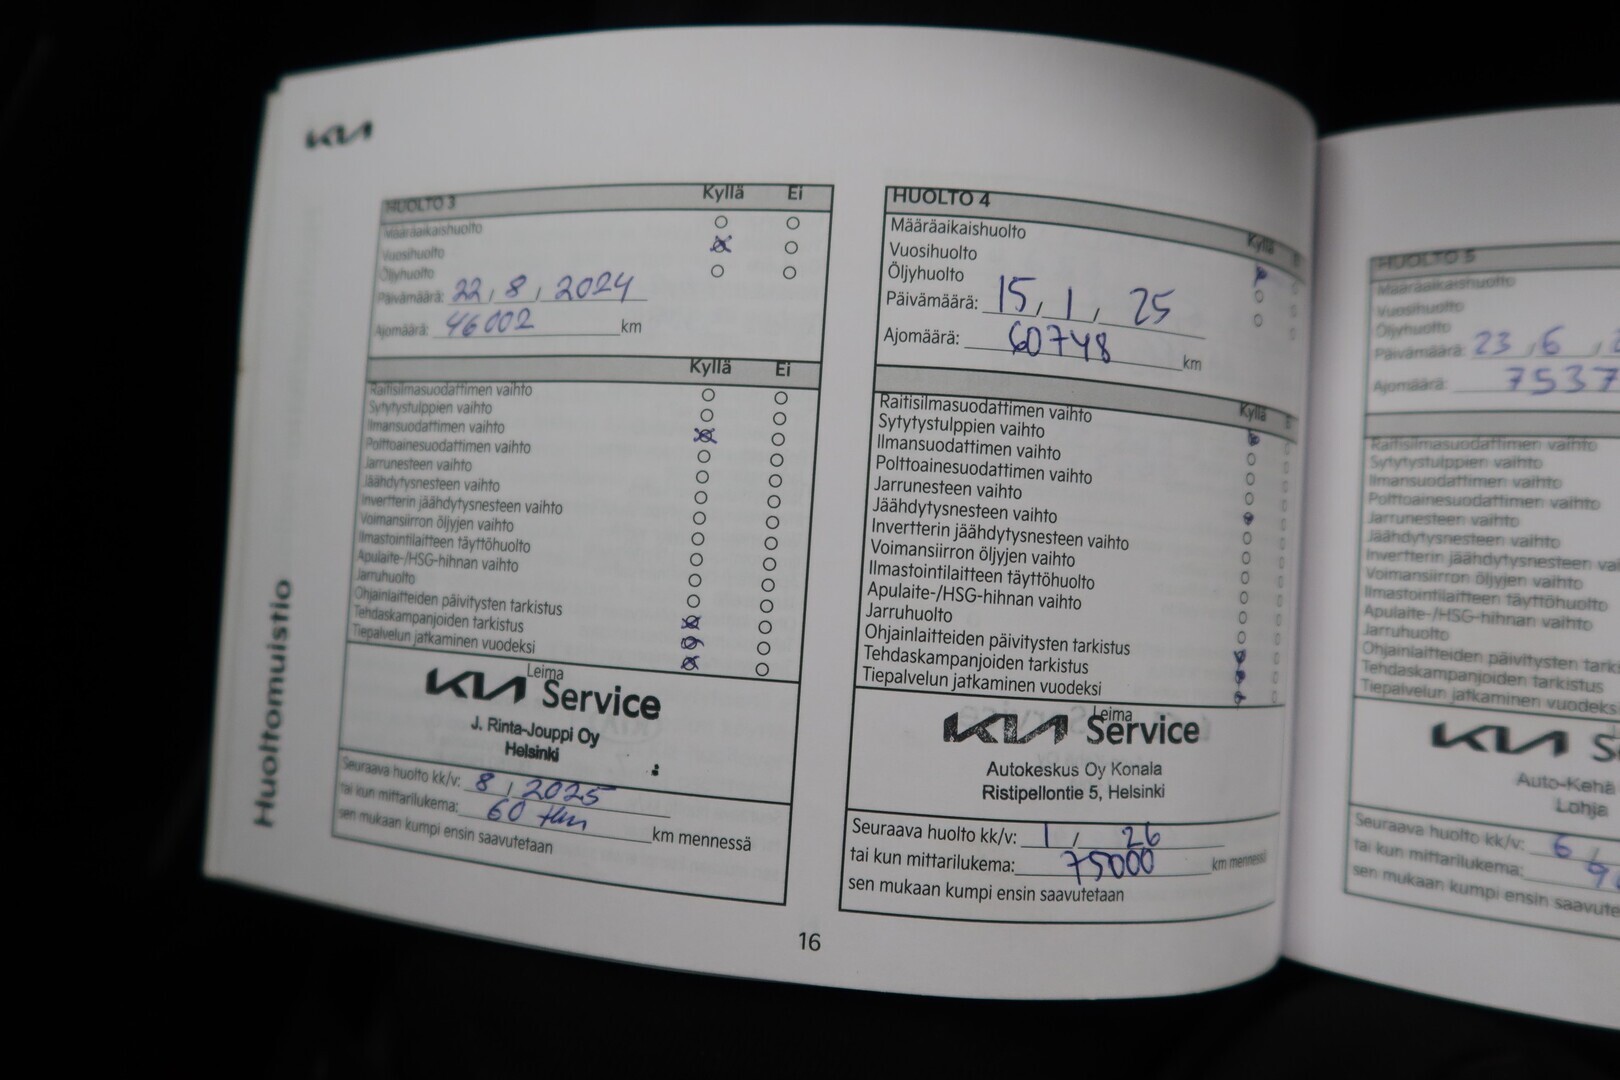 KIA
HUOLTO 3 Kyllä Ei
Määräaikaishuolto
Vuosihuolto
Öljyhuolto
Päivämäärä: 22, 8, 2024
Ajomäärä: 46002 km
Kyllä Ei
Raitisilmasuodattimen vaihto
Sytytystulppien vaihto
Ilmansuodattimen vaihto
Polttoainesuodattimen vaihto
Jarrunesteen vaihto
Jäähdytysnesteen vaihto
Invertterin jäähdytysnesteen vaihto
Voimansiirron öljyjen vaihto
Ilmastointilaitteen täyttöhuolto
Apulaite-/HSG-hihnan vaihto
Jarruhuolto
Ohjainlaitteiden päivitysten tarkistus
Tehdaskampanjoiden tarkistus
Tiepalvelun jatkaminen vuodeksi
Leima
KIA Service
J. Rinta-Jouppi Oy
Helsinki
Seuraava huolto kk/v: 8, 2025
tai kun mittarilukema: 60 tkm km mennessä
sen mukaan kumpi ensin saavutetaan
Huoltomuistio
HUOLTO 4
Kyllä
Määräaikaishuolto
Vuosihuolto
Öljyhuolto
Päivämäärä: 15, 1, 25
Ajomäärä: 60748 km
Kyllä
Raitisilmasuodattimen vaihto
Sytytystulppien vaihto
Ilmansuodattimen vaihto
Polttoainesuodattimen vaihto
Jarrunesteen vaihto
Jäähdytysnesteen vaihto
Invertterin jäähdytysnesteen vaihto
Voimansiirron öljyjen vaihto
Ilmastointilaitteen täyttöhuolto
Apulaite-/HSG-hihnan vaihto
Jarruhuolto
Ohjainlaitteiden päivitysten tarkistus
Tehdaskampanjoiden tarkistus
Tiepalvelun jatkaminen vuodeksi
Leima
KIA Service
Autokeskus Oy Konala
Ristipellontie 5, Helsinki
Seuraava huolto kk/v: 1 / 26
tai kun mittarilukema: 75000 km mennessä
sen mukaan kumpi ensin saavutetaan
16
HUOLTO 5
Määräaikaishuolto
Vuosihuolto
Öljyhuolto
Päivämäärä: 23, 6,
Ajomäärä: 7537
Raitisilmasuodattimen vaihto
Sytytystulppien vaihto
Ilmansuodattimen vaihto
Polttoainesuodattimen vaihto
Jarrunesteen vaihto
Jäähdytysnesteen vaihto
Invertterin jäähdytysnesteen
Voimansiirron öljyjen vaihto
Ilmastointilaitteen täyttöhuolto
Apulaite-/HSG-hihnan vaihto
Jarruhuolto
Ohjainlaitteiden päivitysten
Tehdaskampanjoiden tarkistus
Tiepalvelun jatkaminen
KIA
Auto-Kehä
Lohja
Seuraava huolto kk/v: 6,
tai kun mittarilukema:
sen mukaan kumpi ensin